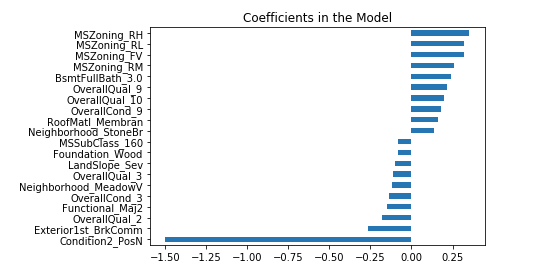 Coefficients in the Model
MSZoning_RH
MSZoning_RL
MSZoning_FV
MSZoning_RM
BsmtFullBath_3.0
OverallQual_9
OverallQual_10
OverallCond_9
RoofMatl_Membran
Neighborhood_StoneBr
MSSubClass_160
Foundation_Wood
LandSlope_Sev
OverallQual_3
Neighborhood_MeadowV
OverallCond_3
Functional_Maj2
OverallQual_2
Exterior1st_BrkComm
Condition2_PosN
−1.50 −1.25 −1.00 −0.75 −0.50 −0.25 0.00 0.25